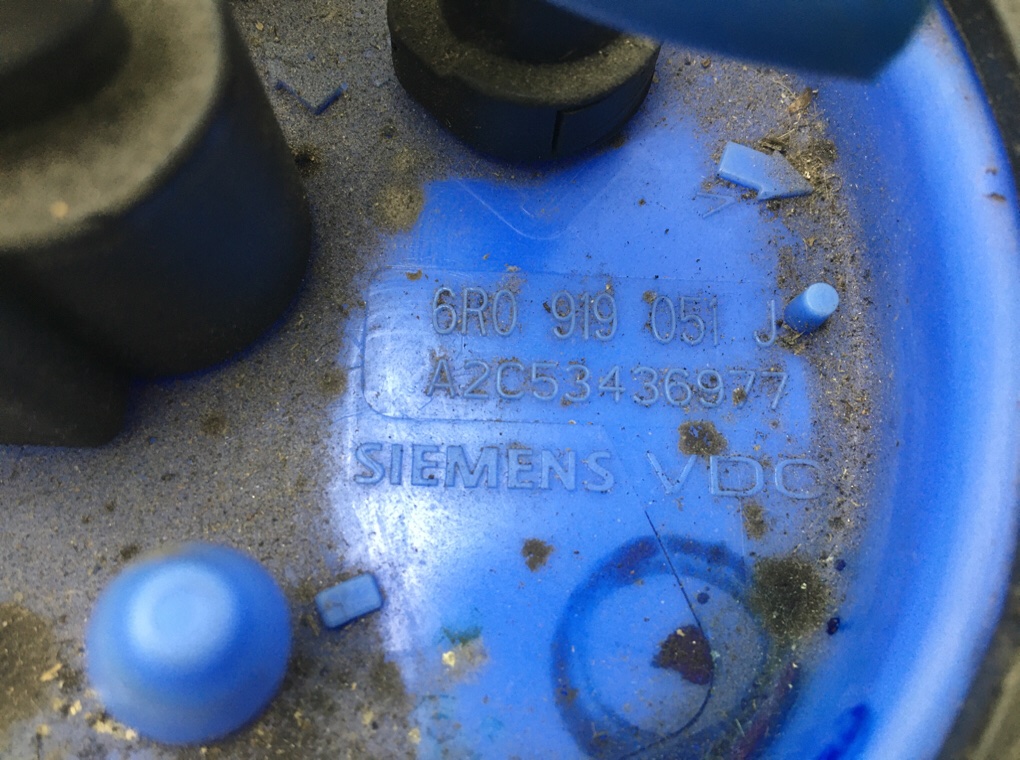 6R0 919 051 J
A2C53436977
SIEMENS VDO